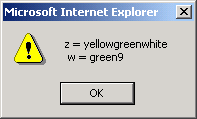 Microsoft Internet Explorer
z = yellowgreenwhite
w = green9
OK